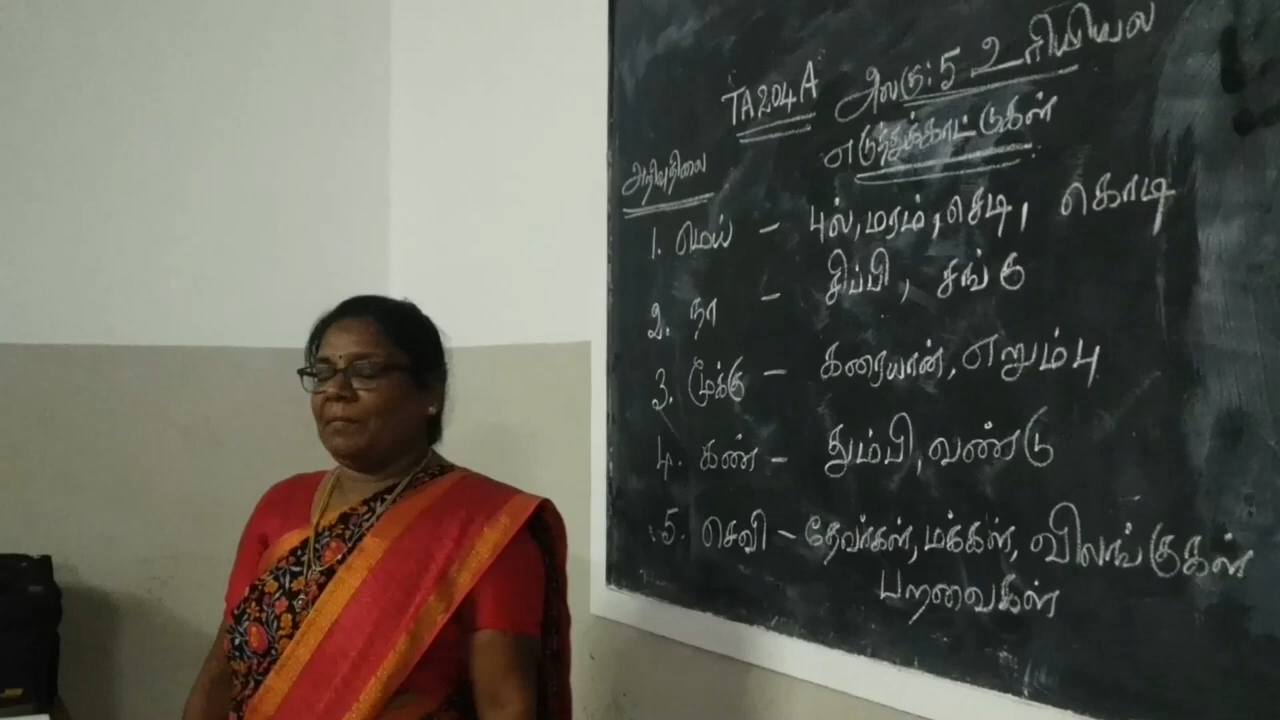 TA204A அலகு: 5 உரியியல்
எடுத்துக்காட்டுகள்
அறிவுநிலை
1. மெய் – புல், மரம், செடி, கொடி
2. நா – சிப்பி, சங்கு
3. மூக்கு – கரையான், எறும்பு
4. கண் – தும்பி, வண்டு
5. செவி – தேவர்கள், மக்கள், விலங்குகள்
பறவைகள்